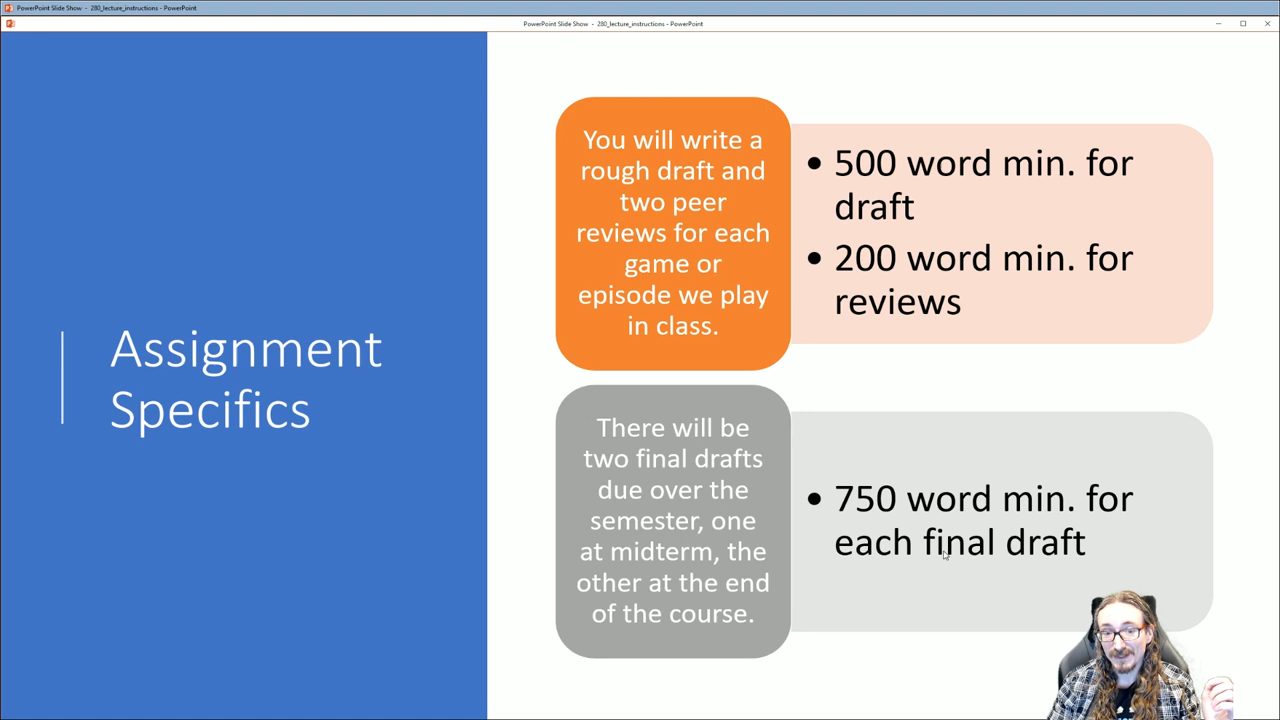 PowerPoint Slide Show - 280_lecture_instructions - PowerPoint
PowerPoint Slide Show - 280_lecture_instructions - PowerPoint
Assignment
Specifics
You will write a
rough draft and
two peer
reviews for each
game or
episode we play
in class.
• 500 word min. for
draft
• 200 word min. for
reviews
There will be
two final drafts
due over the
semester, one
at midterm, the
other at the end
of the course.
• 750 word min. for
each final draft